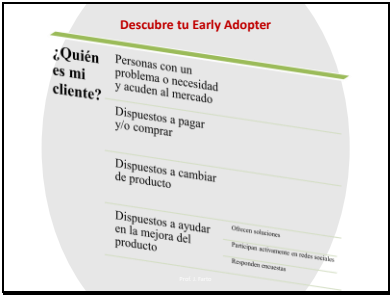 Descubre tu Early Adopter
¿Quién
es mi
cliente?
Personas con un
problema o necesidad
y acuden al mercado
Dispuestos a pagar
y/o comprar
Dispuestos a cambiar
de producto
Dispuestos a ayudar
en la mejora del
producto
Ofrecen soluciones
Participan activamente en redes sociales
Responden encuestas